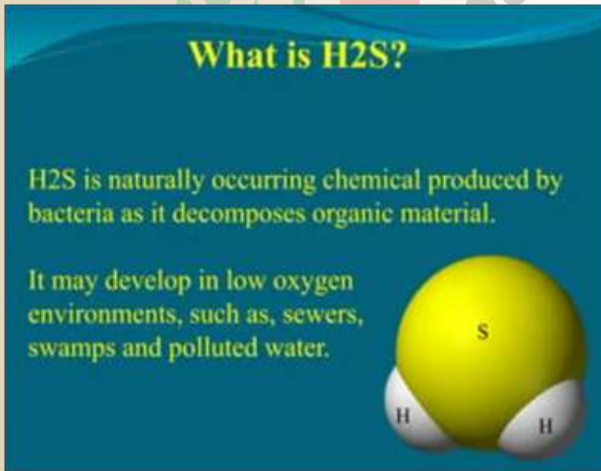 What is H2S?
H2S is naturally occurring chemical produced by
bacteria as it decomposes organic material.
It may develop in low oxygen
environments, such as, sewers,
swamps and polluted water.
S
H
H